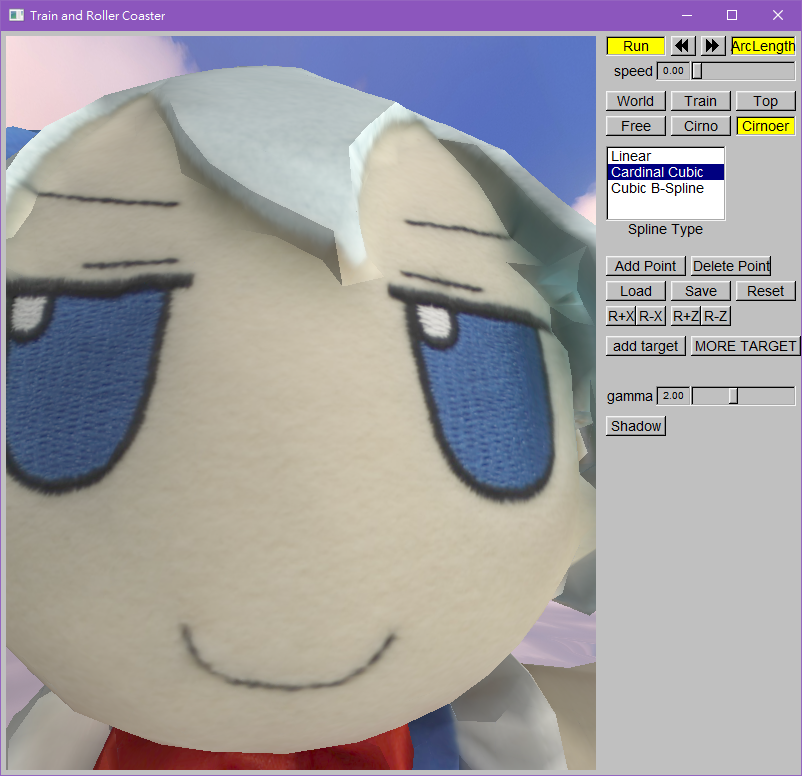 Train and Roller Coaster
Run ArcLength
speed 0.00
World Train Top
Free Cirno Cirnoer
Linear
Cardinal Cubic
Cubic B-Spline
Spline Type
Add Point Delete Point
Load Save Reset
R+X R-X R+Z R-Z
add target MORE TARGET
gamma 2.00
Shadow